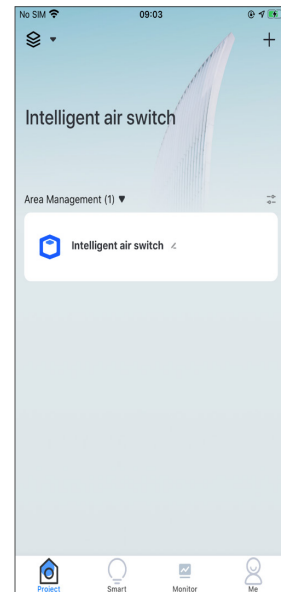 No SIM 09:03
Intelligent air switch
Area Management (1) ▼
Intelligent air switch
Project Smart Monitor Me